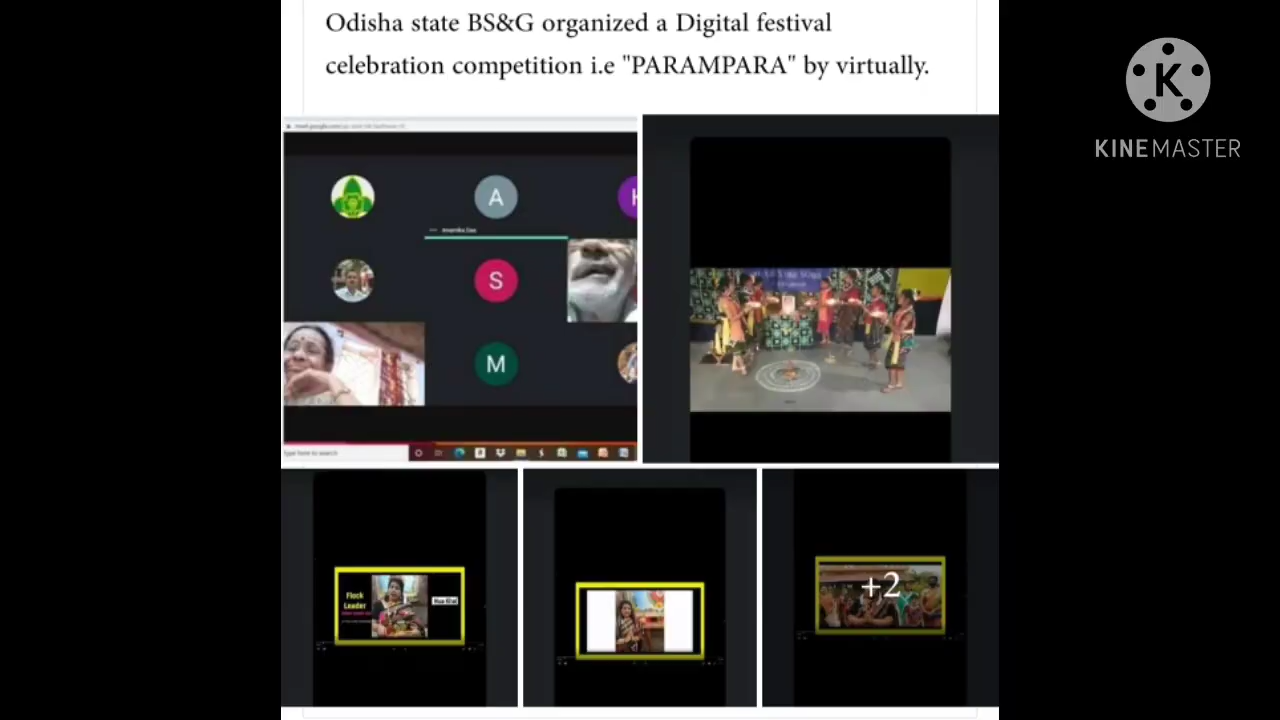 Odisha state BS&G organized a Digital festival
celebration competition i.e "PARAMPARA" by virtually.
K
KINEMASTER
A
S
M
Flock
Leader
+2